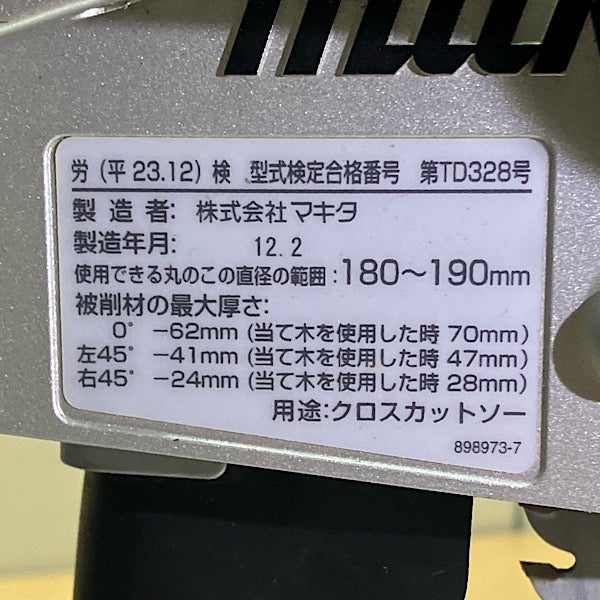 労（平23.12）検　型式検定合格番号　第TD328号
製造者: 株式会社マキタ
製造年月: 12.2
使用できる丸のこの直径の範囲: 180～190mm
被削材の最大厚さ:
0° −62mm (当て木を使用した時 70mm)
左45° −41mm (当て木を使用した時 47mm)
右45° −24mm (当て木を使用した時 28mm)
用途: クロスカットソー
898973-7